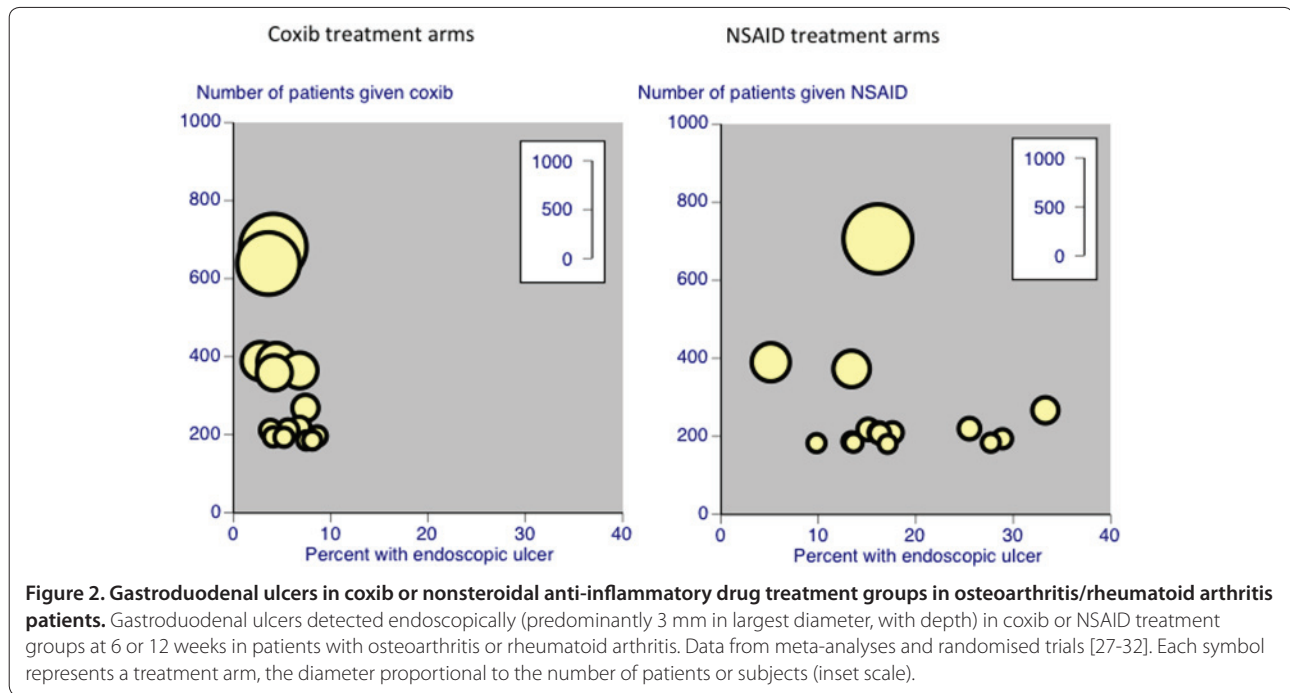 Coxib treatment arms
NSAID treatment arms
Number of patients given coxib
1000
800
600
400
200
0
0
10
20
30
40
Percent with endoscopic ulcer
1000
500
0
Number of patients given NSAID
1000
800
600
400
200
0
0
10
20
30
40
Percent with endoscopic ulcer
1000
500
0
Figure 2. Gastroduodenal ulcers in coxib or nonsteroidal anti-inflammatory drug treatment groups in osteoarthritis/rheumatoid arthritis
patients. Gastroduodenal ulcers detected endoscopically (predominantly 3 mm in largest diameter, with depth) in coxib or NSAID treatment
groups at 6 or 12 weeks in patients with osteoarthritis or rheumatoid arthritis. Data from meta-analyses and randomised trials [27-32]. Each symbol
represents a treatment arm, the diameter proportional to the number of patients or subjects (inset scale).